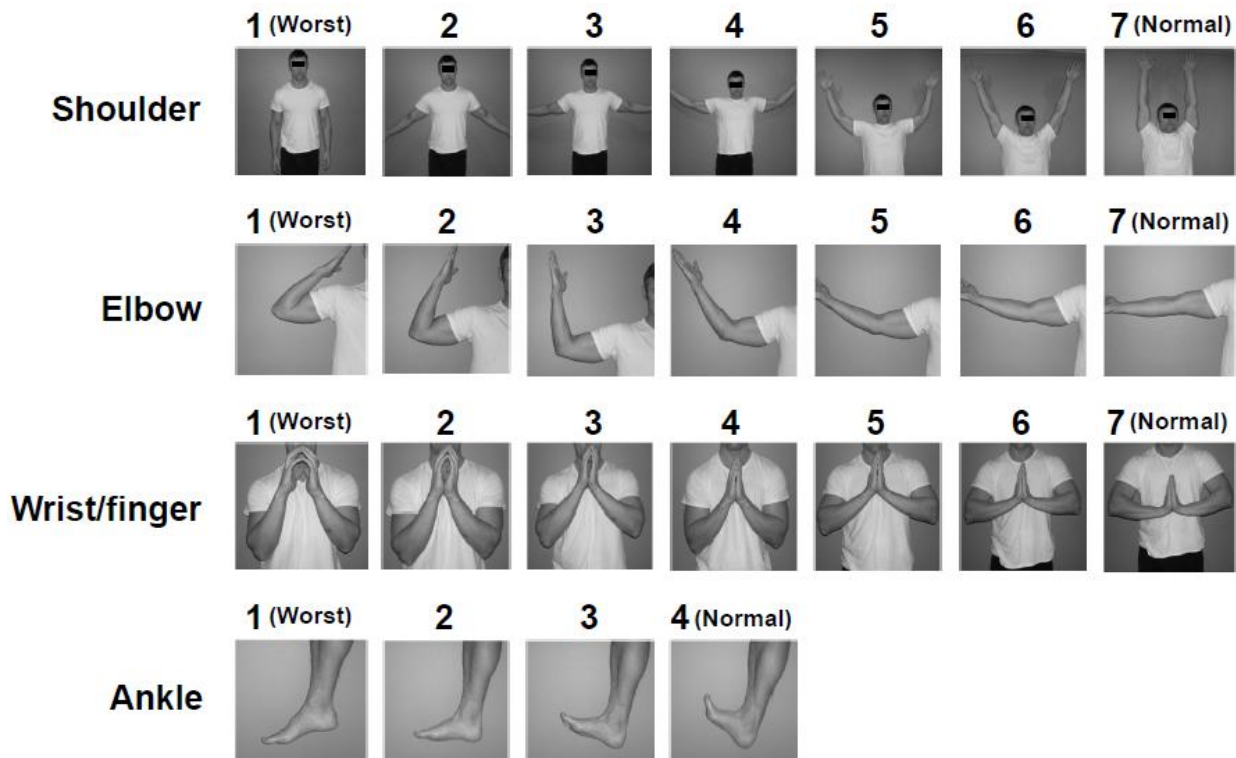 1 (Worst) 2 3 4 5 6 7 (Normal)
Shoulder
1 (Worst) 2 3 4 5 6 7 (Normal)
Elbow
1 (Worst) 2 3 4 5 6 7 (Normal)
Wrist/finger
1 (Worst) 2 3 4 (Normal)
Ankle